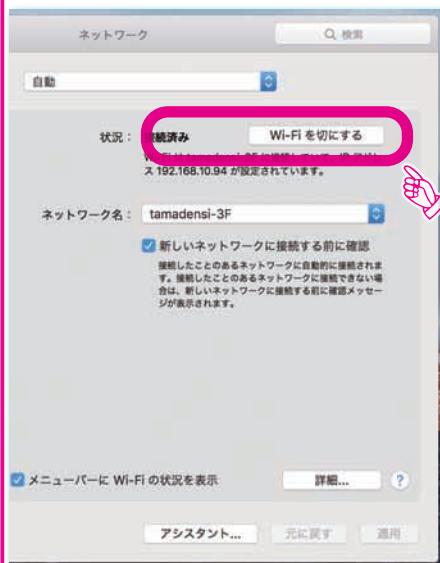 ネットワーク
検索
自動
状況： 接続済み
Wi-Fi を切にする
ス 192.168.10.94 が設定されています。
ネットワーク名： tamadensi-3F
新しいネットワークに接続する前に確認
接続したことのあるネットワークに自動的に接続されま
す。接続したことのあるネットワークに接続できない場
合は、新しいネットワークに接続する前に確認メッセー
ジが表示されます。
メニューバーに Wi-Fi の状況を表示
詳細... ?
アシスタント... 元に戻す 適用